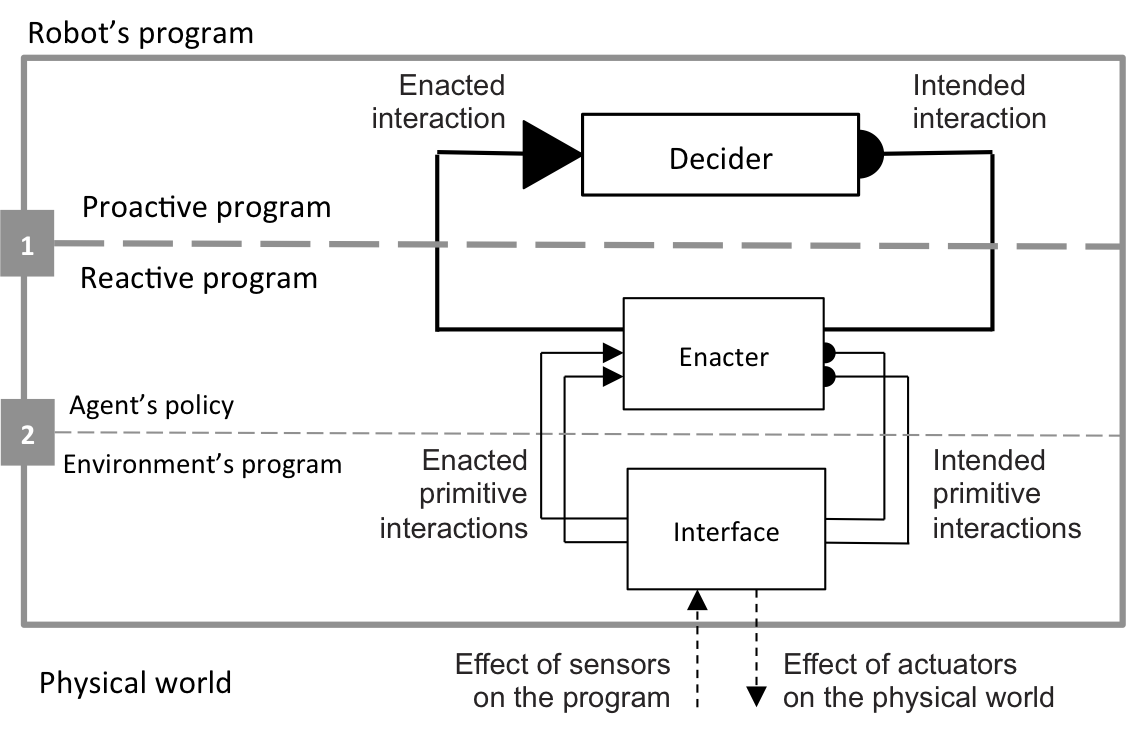 Robot’s program
Enacted
interaction
Intended
interaction
Decider
Proactive program
1
Reactive program
Enacter
Agent’s policy
2
Environment’s program
Enacted
primitive
interactions
Intended
primitive
interactions
Interface
Effect of sensors
on the program
Effect of actuators
on the physical world
Physical world